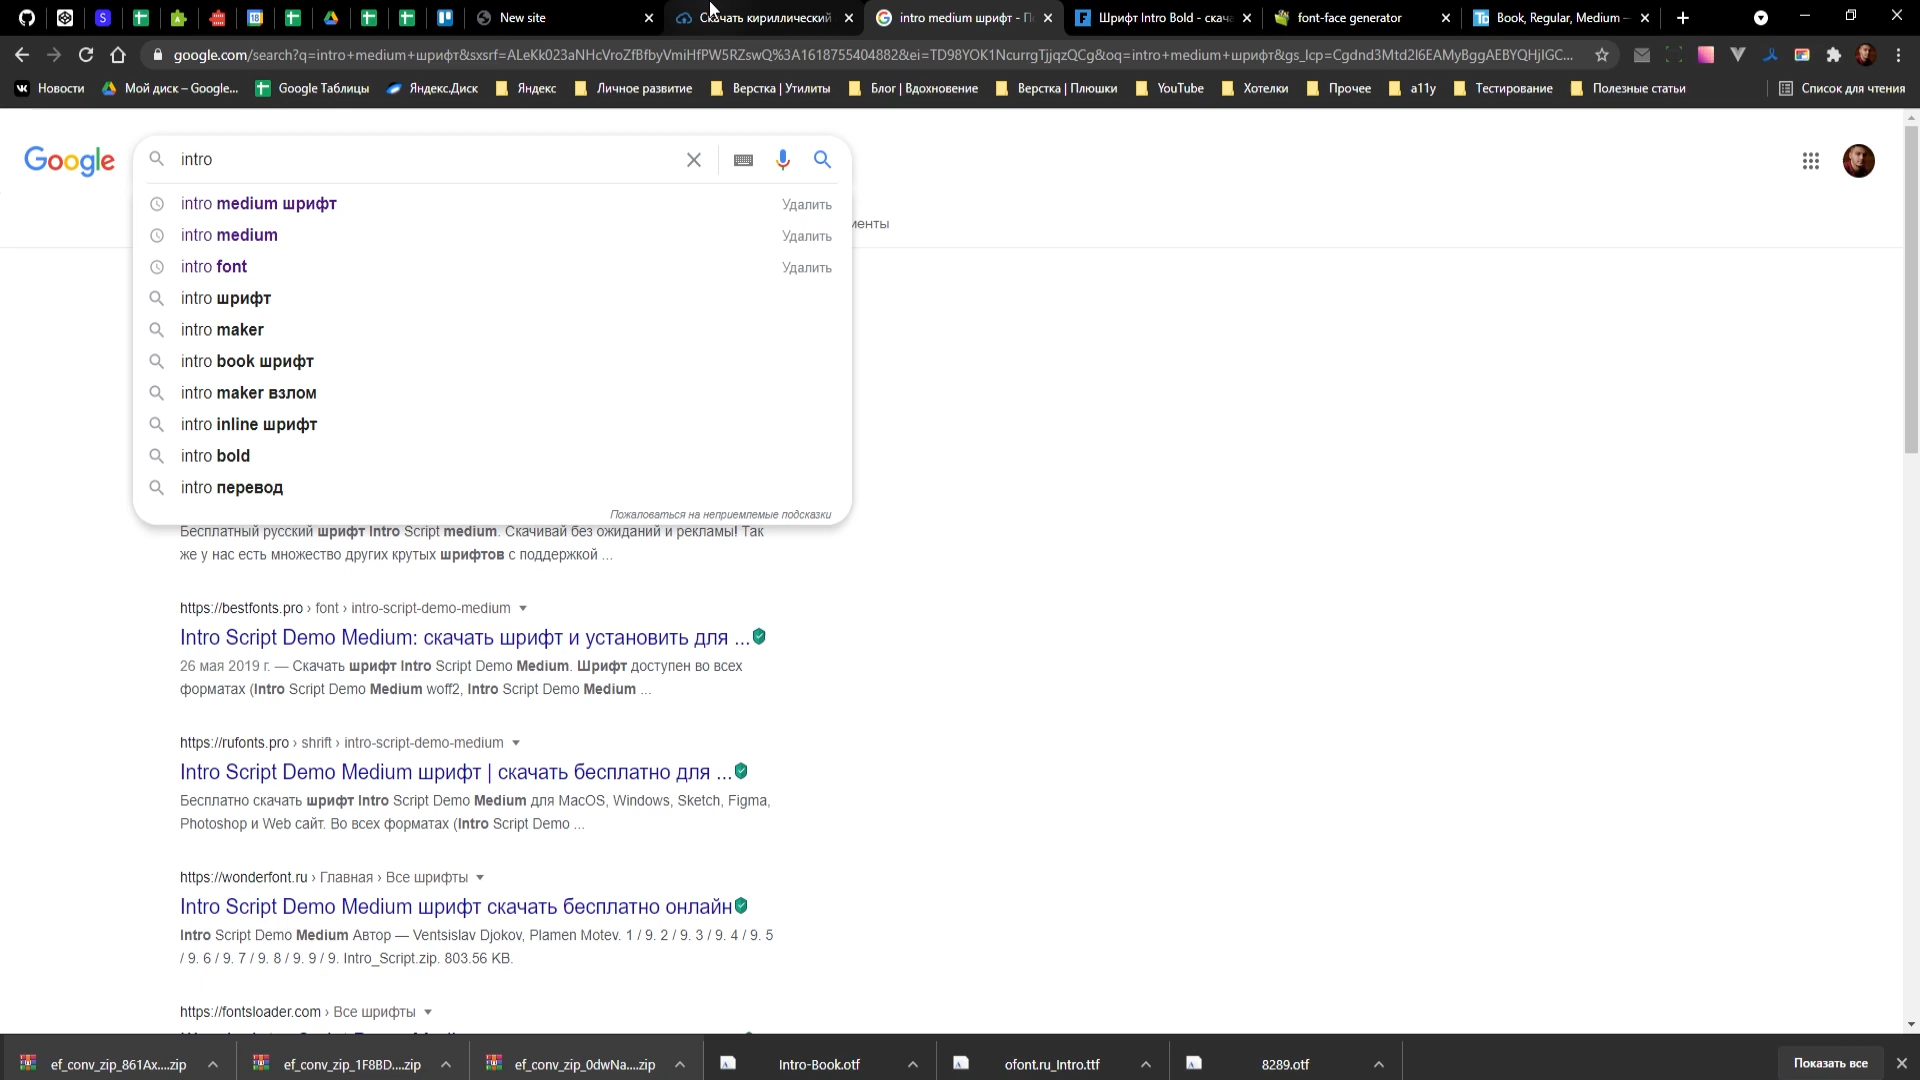 New site
Скачать кириллический
intro medium шрифт - П
Шрифт Intro Bold - скача
font-face generator
Book, Regular, Medium –
google.com/search?q=intro+medium+шрифт&sxsrf=ALeKk023aNHcVroZfBfbyVmiHfPW5RZswQ%3A1618755404882&ei=TD98YOK1NcurrgTjjqzQCg&oq=intro+medium+шрифт&gs_lcp=Cgdnd3Mtd2l6EAMyBggAEBYQHjIGC...
Новости
Мой диск – Google...
Google Таблицы
Яндекс.Диск
Яндекс
Личное развитие
Верстка | Утилиты
Блог | Вдохновение
Верстка | Плюшки
YouTube
Хотелки
Прочее
a11y
Тестирование
Полезные статьи
Список для чтения
Google
intro
intro medium шрифт
Удалить
intro medium
Удалить
intro font
Удалить
intro шрифт
intro maker
intro book шрифт
intro maker взлом
intro inline шрифт
intro bold
intro перевод
Пожаловаться на неприемлемые подсказки
менты
Бесплатный русский шрифт Intro Script medium. Скачивай без ожиданий и рекламы! Так
же у нас есть множество других крутых шрифтов с поддержкой ...
https://bestfonts.pro › font › intro-script-demo-medium
Intro Script Demo Medium: скачать шрифт и установить для ...
26 мая 2019 г. — Скачать шрифт Intro Script Demo Medium. Шрифт доступен во всех
форматах (Intro Script Demo Medium woff2, Intro Script Demo Medium ...
https://rufonts.pro › shrift › intro-script-demo-medium
Intro Script Demo Medium шрифт | скачать бесплатно для ...
Бесплатно скачать шрифт Intro Script Demo Medium для MacOS, Windows, Sketch, Figma,
Photoshop и Web сайт. Во всех форматах (Intro Script Demo ...
https://wonderfont.ru › Главная › Все шрифты
Intro Script Demo Medium шрифт скачать бесплатно онлайн
Intro Script Demo Medium Автор — Ventsislav Djokov, Plamen Motev. 1 / 9. 2 / 9. 3 / 9. 4 / 9. 5
/ 9. 6 / 9. 7 / 9. 8 / 9. 9 / 9. Intro_Script.zip. 803.56 KB.
https://fontsloader.com › Все шрифты
ef_conv_zip_861Ax....zip
ef_conv_zip_1F8BD....zip
ef_conv_zip_0dwNa....zip
Intro-Book.otf
ofont.ru_Intro.ttf
8289.otf
Показать все